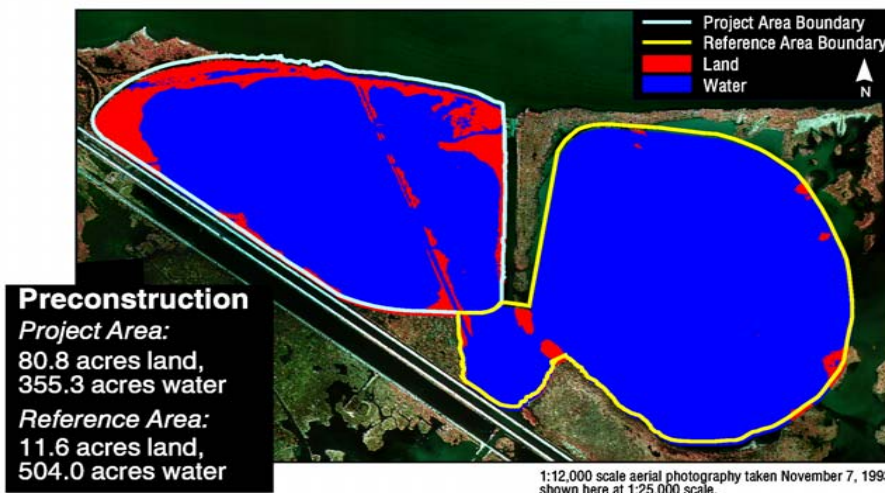 Project Area Boundary
Reference Area Boundary
Land
Water
N
Preconstruction
Project Area:
80.8 acres land,
355.3 acres water
Reference Area:
11.6 acres land,
504.0 acres water
1:12,000 scale aerial photography taken November 7, 199
shown here at 1:25,000 scale.